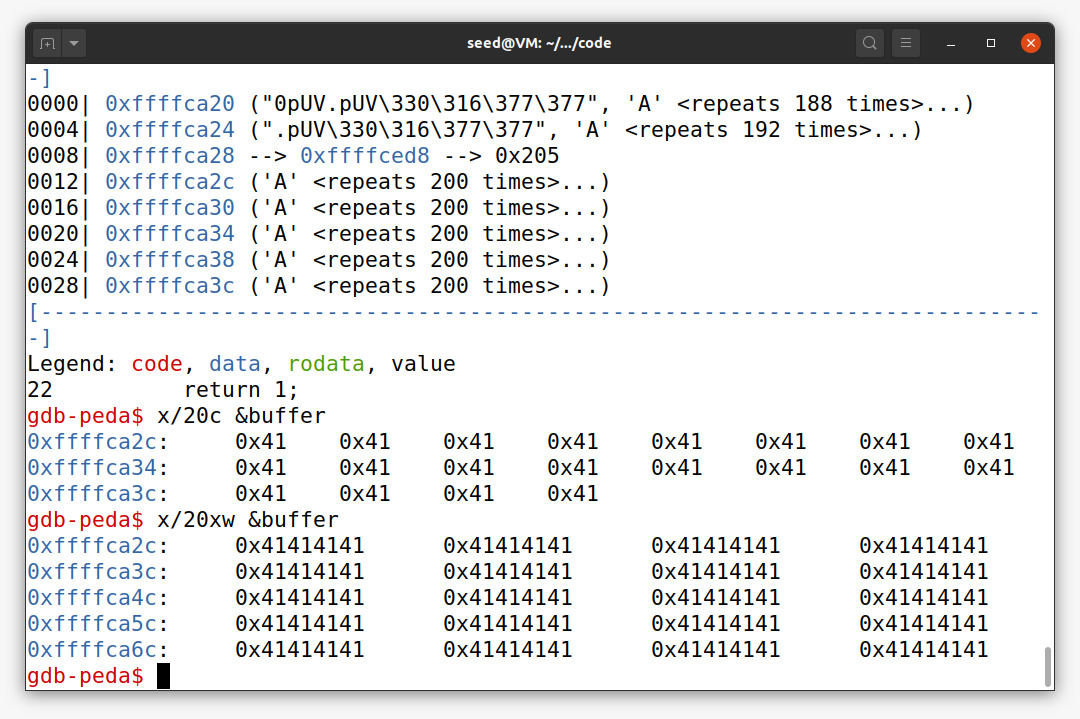 seed@VM: ~/.../code
-]
0000| 0xffffca20 ("0pUV.pUV\330\316\377\377", 'A' <repeats 188 times>...)
0004| 0xffffca24 (".pUV\330\316\377\377", 'A' <repeats 192 times>...)
0008| 0xffffca28 --> 0xffffced8 --> 0x205
0012| 0xffffca2c ('A' <repeats 200 times>...)
0016| 0xffffca30 ('A' <repeats 200 times>...)
0020| 0xffffca34 ('A' <repeats 200 times>...)
0024| 0xffffca38 ('A' <repeats 200 times>...)
0028| 0xffffca3c ('A' <repeats 200 times>...)
[-----------------------------------------------------------------------------
-]
Legend: code, data, rodata, value
22          return 1;
gdb-peda$ x/20c &buffer
0xffffca2c:     0x41    0x41    0x41    0x41    0x41    0x41    0x41    0x41
0xffffca34:     0x41    0x41    0x41    0x41    0x41    0x41    0x41    0x41
0xffffca3c:     0x41    0x41    0x41    0x41
gdb-peda$ x/20xw &buffer
0xffffca2c:     0x41414141      0x41414141      0x41414141      0x41414141
0xffffca3c:     0x41414141      0x41414141      0x41414141      0x41414141
0xffffca4c:     0x41414141      0x41414141      0x41414141      0x41414141
0xffffca5c:     0x41414141      0x41414141      0x41414141      0x41414141
0xffffca6c:     0x41414141      0x41414141      0x41414141      0x41414141
gdb-peda$